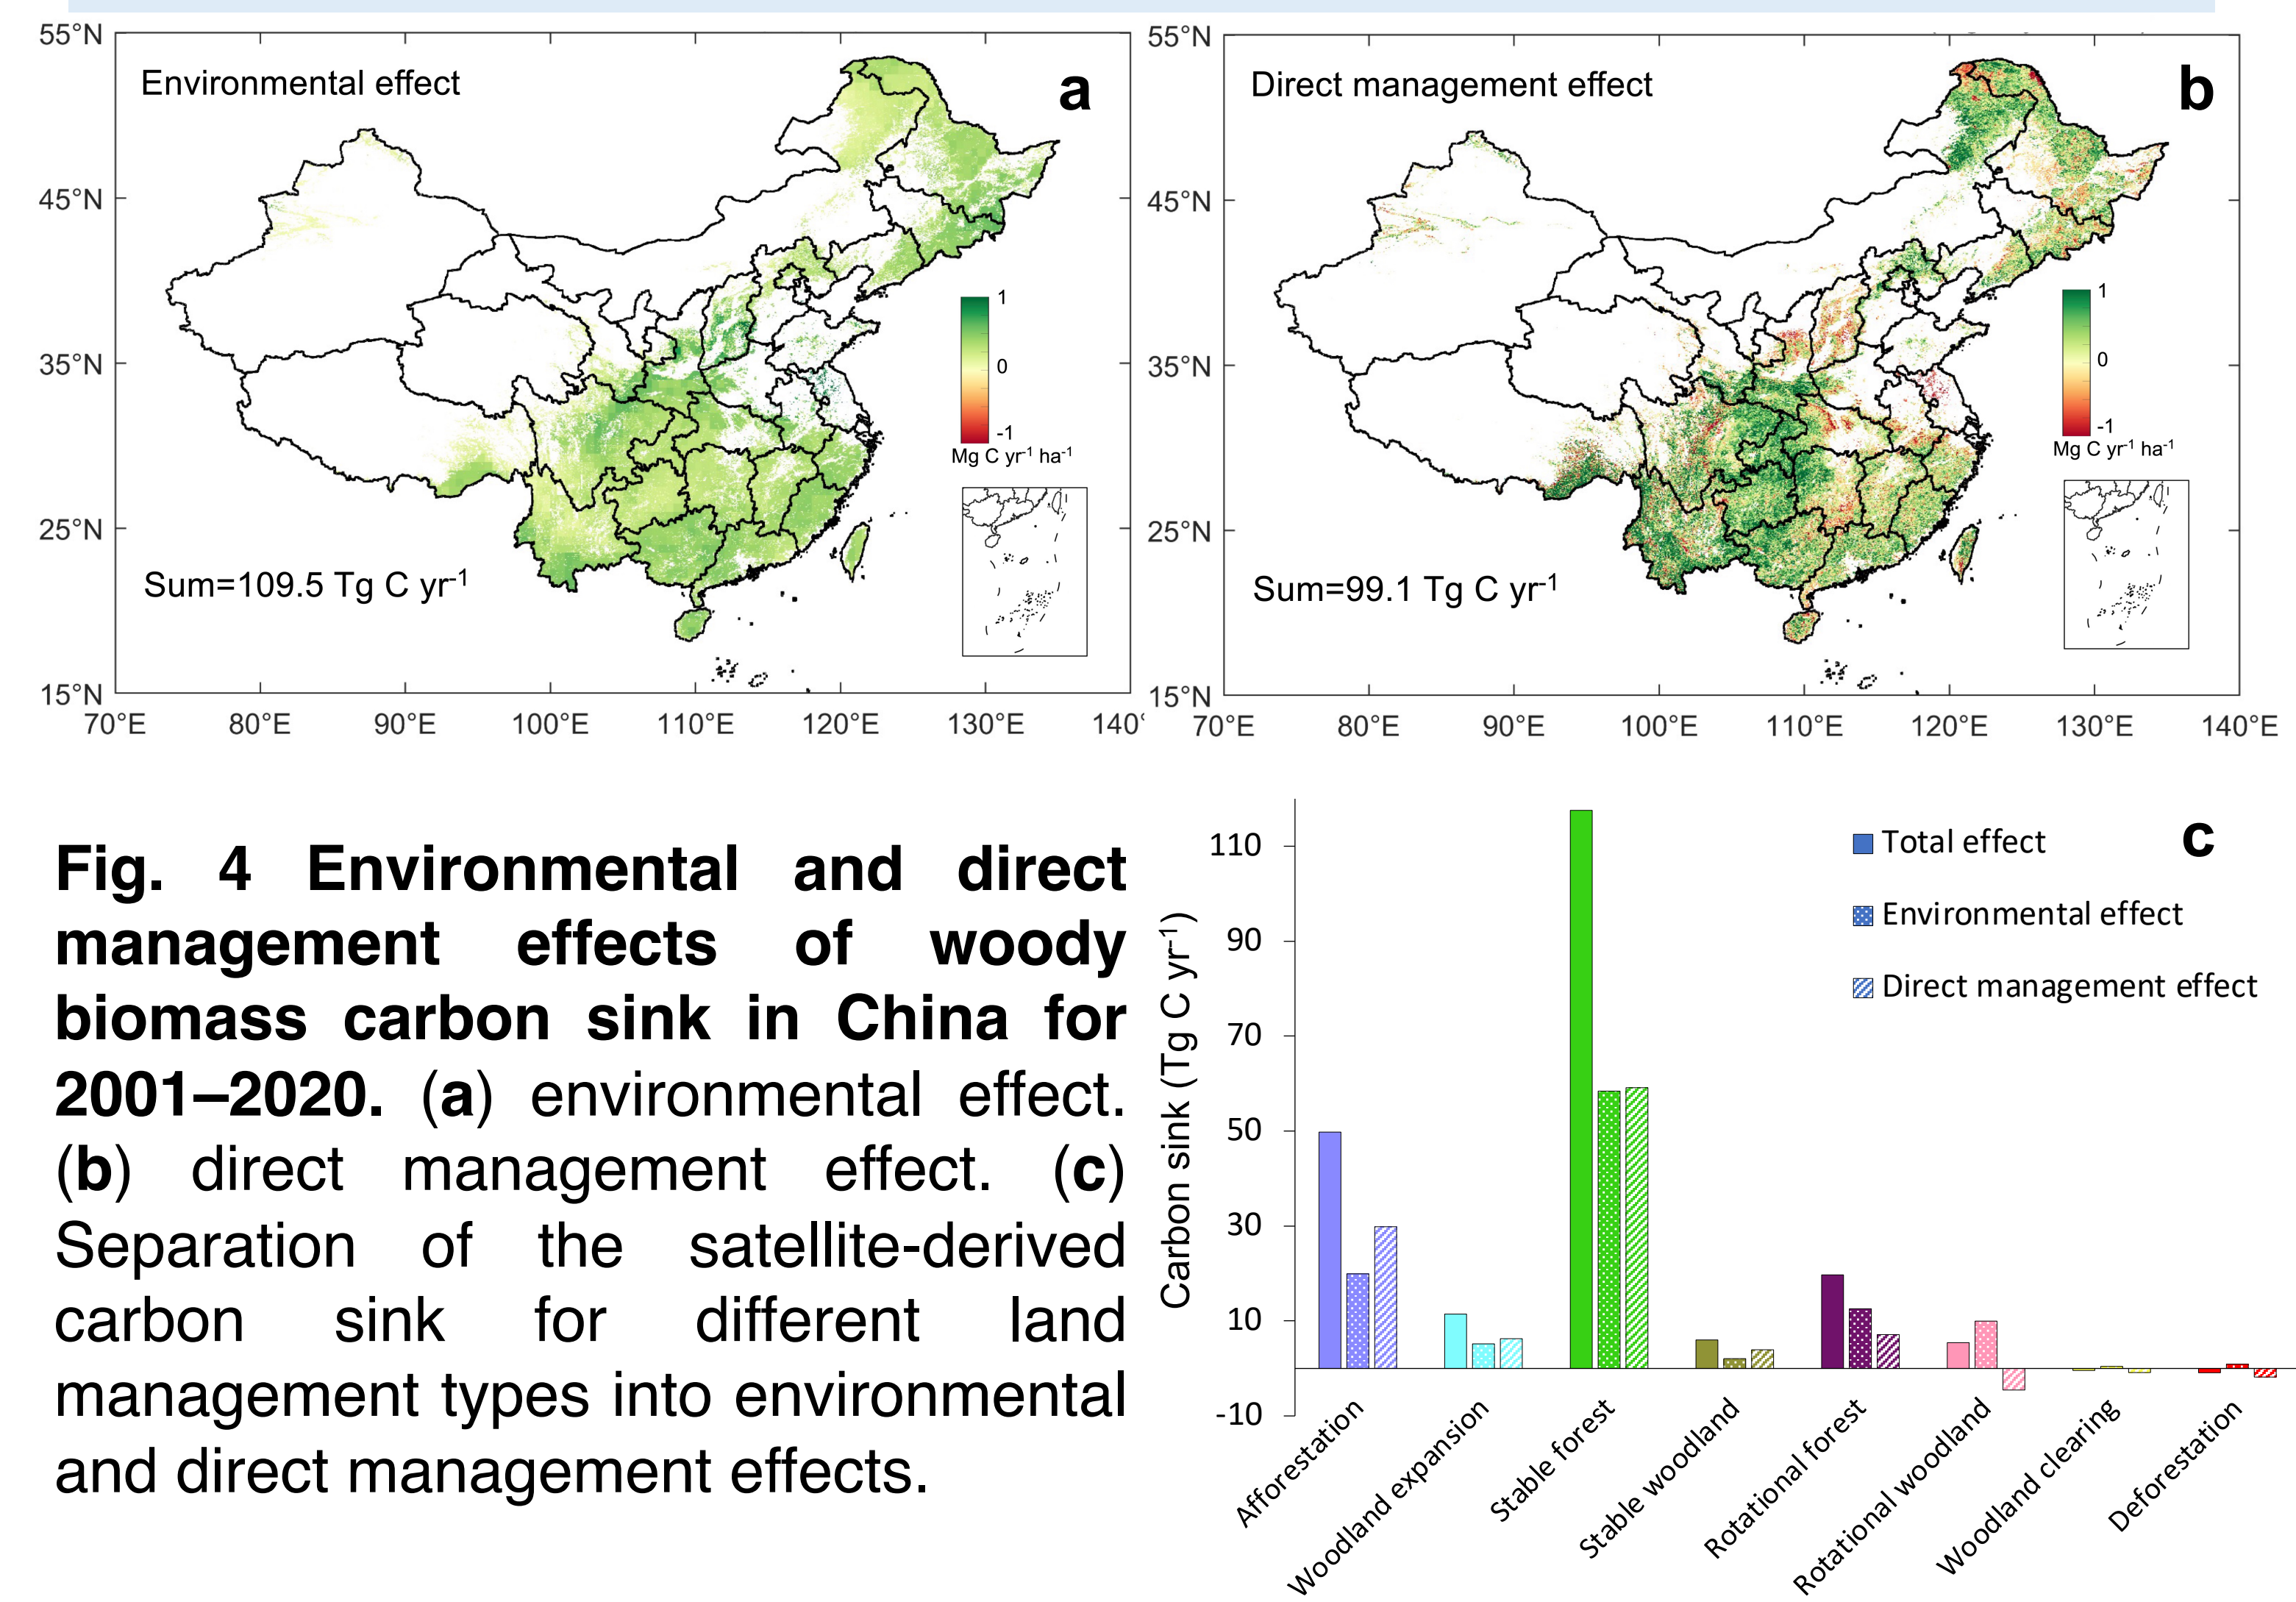 55°N
45°N
35°N
25°N
15°N
70°E 80°E 90°E 100°E 110°E 120°E 130°E 140°
Environmental effect
a
1
0
-1
Mg C yr-1 ha-1
Sum=109.5 Tg C yr-1
55°N
45°N
35°N
25°N
15°N
70°E 80°E 90°E 100°E 110°E 120°E 130°E 140°E
Direct management effect
b
1
0
-1
Mg C yr-1 ha-1
Sum=99.1 Tg C yr-1
Fig. 4 Environmental and direct
management effects of woody
biomass carbon sink in China for
2001–2020. (a) environmental effect.
(b) direct management effect. (c)
Separation of the satellite-derived
carbon sink for different land
management types into environmental
and direct management effects.
c
Total effect
Environmental effect
Direct management effect
Carbon sink (Tg C yr-1)
110
90
70
50
30
10
-10
Afforestation
Woodland expansion
Stable forest
Stable woodland
Rotational forest
Rotational woodland
Woodland clearing
Deforestation